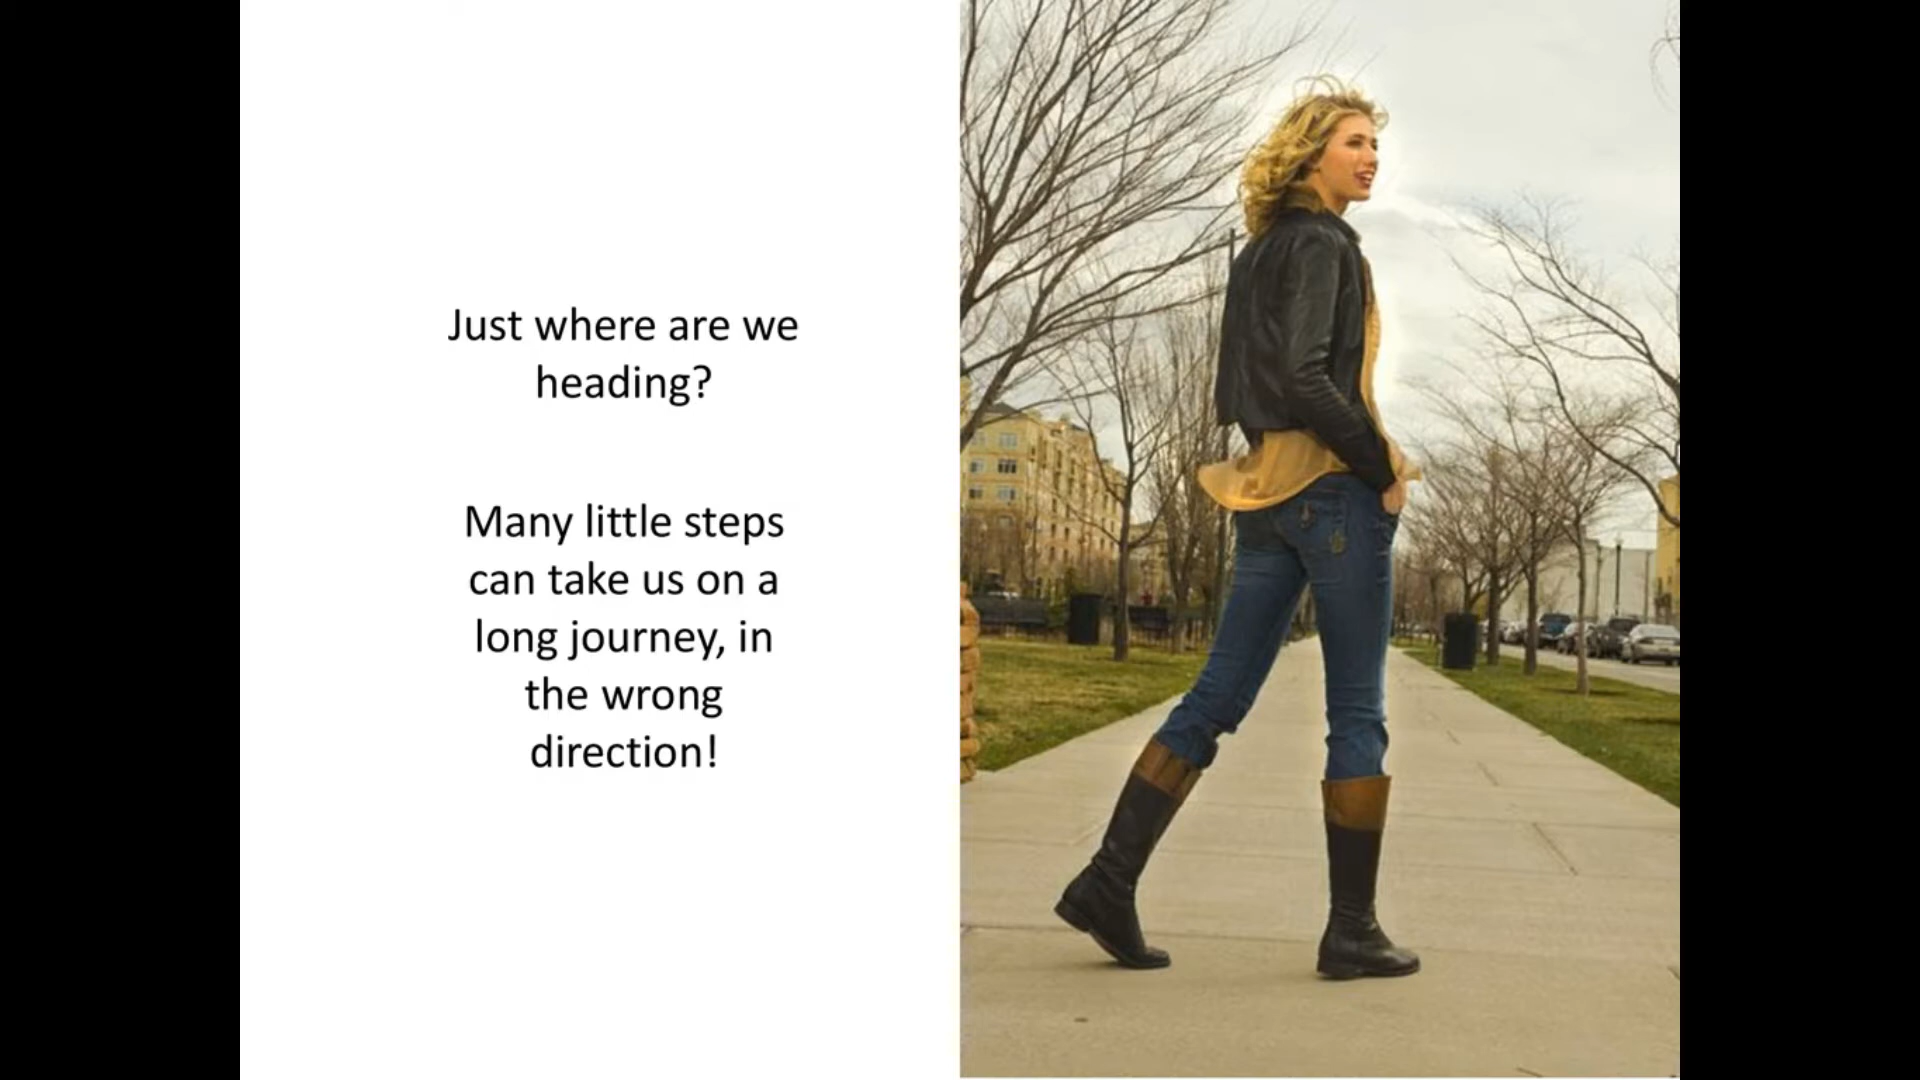 Just where are we
heading?
Many little steps
can take us on a
long journey, in
the wrong
direction!